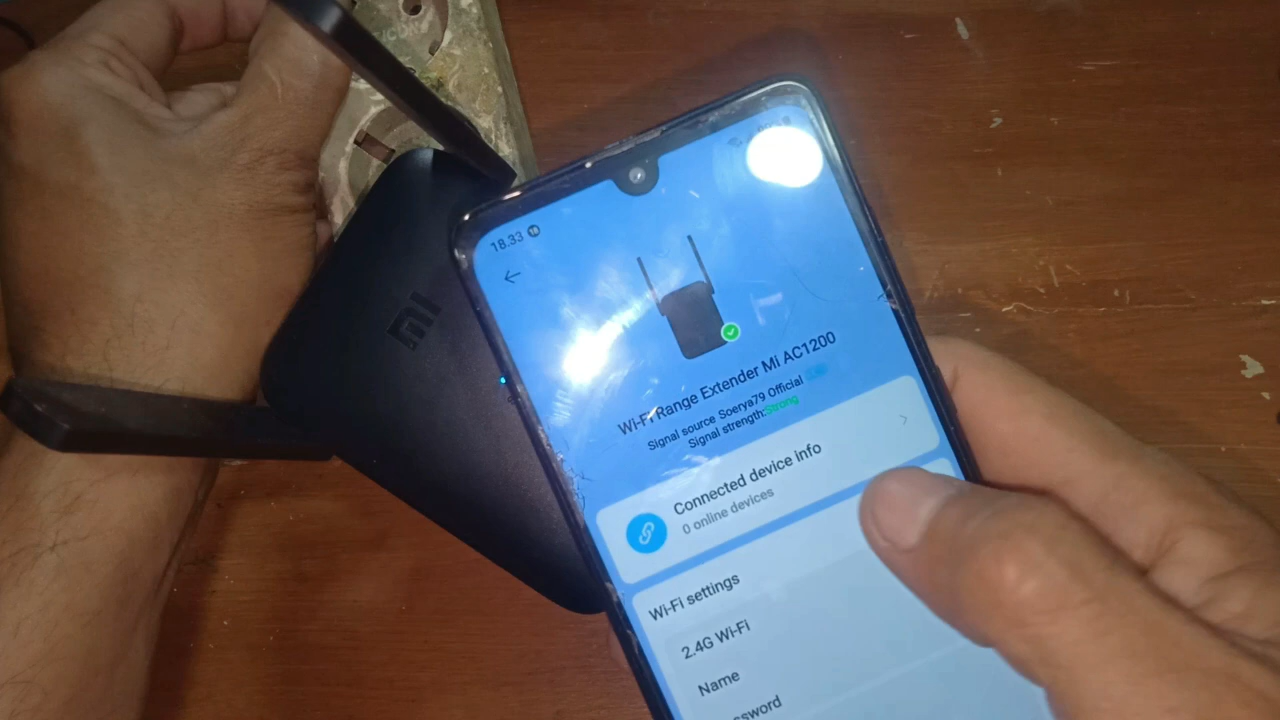 MI
18.33
Wi-Fi Range Extender Mi AC1200
Signal source Soerya79 Official
Signal strength:Strong
Connected device info
0 online devices
Wi-Fi settings
2.4G Wi-Fi
Name